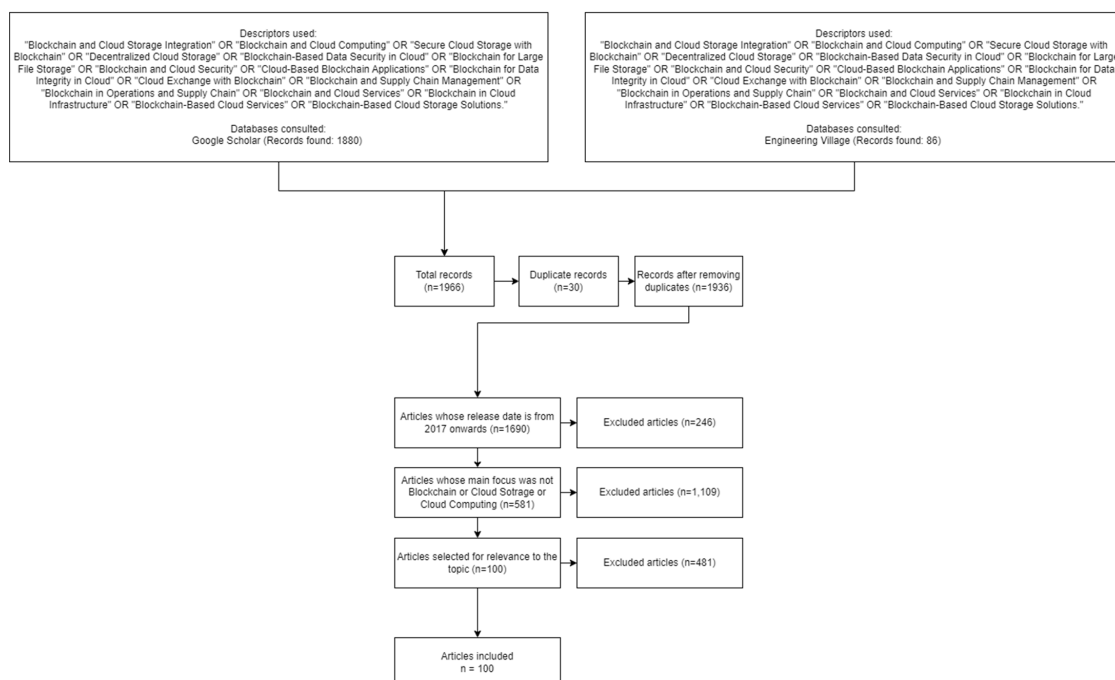 Descriptors used:
"Blockchain and Cloud Storage Integration" OR "Blockchain and Cloud Computing" OR "Secure Cloud Storage with
Blockchain" OR "Decentralized Cloud Storage" OR "Blockchain-Based Data Security in Cloud" OR "Blockchain for Large
File Storage" OR "Blockchain and Cloud Security" OR "Cloud-Based Blockchain Applications" OR "Blockchain for Data
Integrity in Cloud" OR "Cloud Exchange with Blockchain" OR "Blockchain and Supply Chain Management" OR
"Blockchain in Operations and Supply Chain" OR "Blockchain and Cloud Services" OR "Blockchain in Cloud
Infrastructure" OR "Blockchain-Based Cloud Services" OR "Blockchain-Based Cloud Storage Solutions."
Databases consulted:
Google Scholar (Records found: 1880)
Descriptors used:
"Blockchain and Cloud Storage Integration" OR "Blockchain and Cloud Computing" OR "Secure Cloud Storage with
Blockchain" OR "Decentralized Cloud Storage" OR "Blockchain-Based Data Security in Cloud" OR "Blockchain for Large
File Storage" OR "Blockchain and Cloud Security" OR "Cloud-Based Blockchain Applications" OR "Blockchain for Data
Integrity in Cloud" OR "Cloud Exchange with Blockchain" OR "Blockchain and Supply Chain Management" OR
"Blockchain in Operations and Supply Chain" OR "Blockchain and Cloud Services" OR "Blockchain in Cloud
Infrastructure" OR "Blockchain-Based Cloud Services" OR "Blockchain-Based Cloud Storage Solutions."
Databases consulted:
Engineering Village (Records found: 86)
Total records
(n=1966)
Duplicate records
(n=30)
Records after removing
duplicates (n=1936)
Articles whose release date is from
2017 onwards (n=1690)
Excluded articles (n=246)
Articles whose main focus was not
Blockchain or Cloud Sotrage or
Cloud Computing (n=581)
Excluded articles (n=1,109)
Articles selected for relevance to the
topic (n=100)
Excluded articles (n=481)
Articles included
n = 100